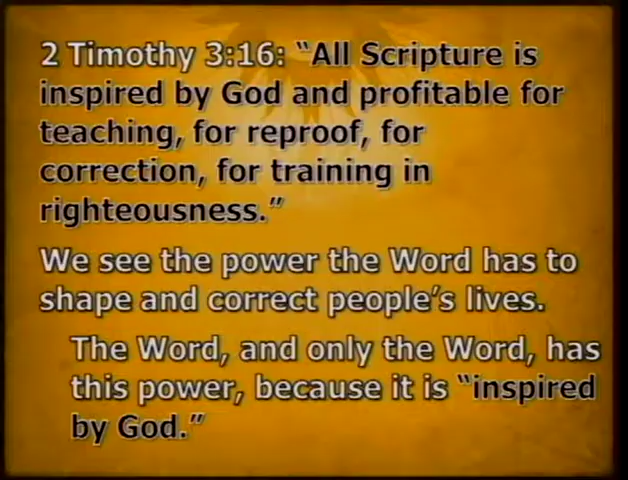 2 Timothy 3:16: “All Scripture is
inspired by God and profitable for
teaching, for reproof, for
correction, for training in
righteousness.”
We see the power the Word has to
shape and correct people’s lives.
The Word, and only the Word, has
this power, because it is “inspired
by God.”